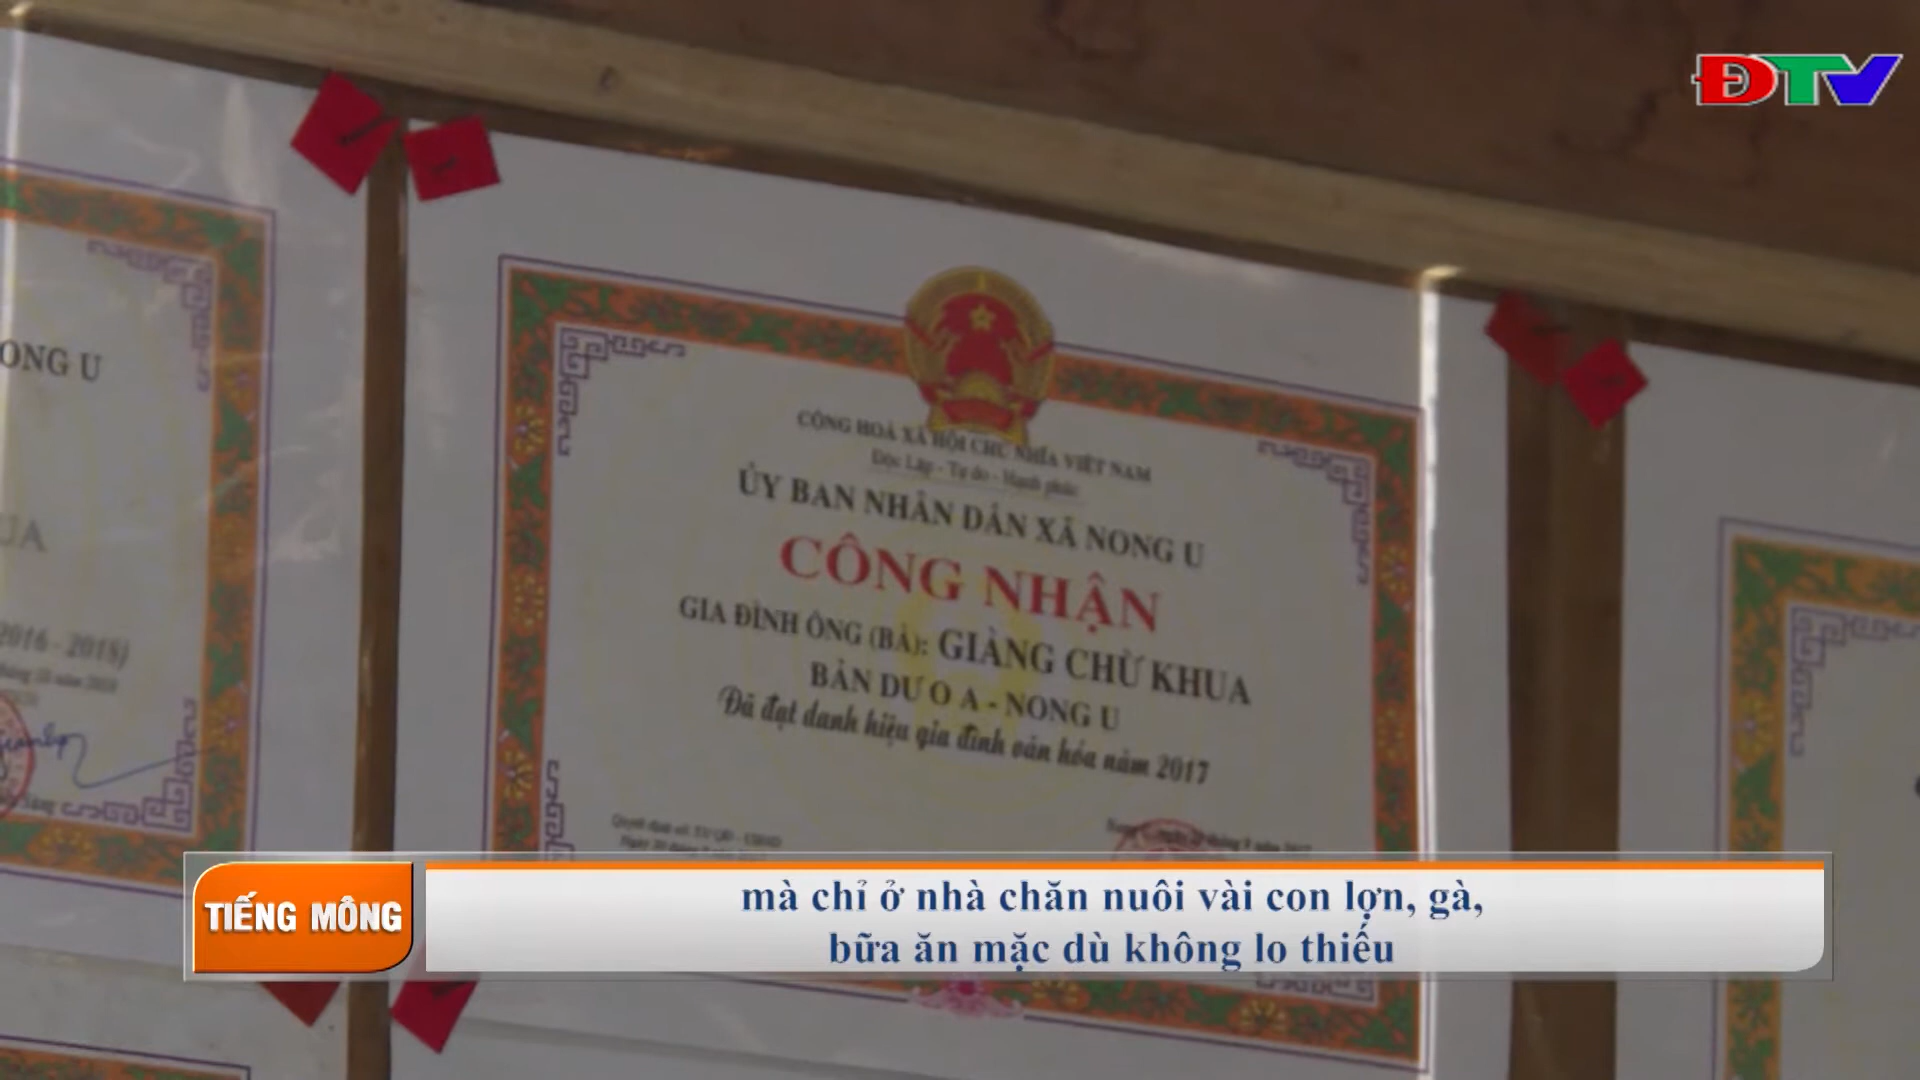 ĐTV
ONG U
UA
2016 - 2018)
CỘNG HOÀ XÃ HỘI CHỦ NGHĨA VIỆT NAM
Độc Lập - Tự do - Hạnh phúc
ỦY BAN NHÂN DÂN XÃ NONG U
CÔNG NHẬN
GIA ĐÌNH ÔNG (BÀ): GIÀNG CHỪ KHUA
BẢN DƯ O A - NONG U
Đã đạt danh hiệu gia đình văn hóa năm 2017
TIẾNG MÔNG
mà chỉ ở nhà chăn nuôi vài con lợn, gà,
bữa ăn mặc dù không lo thiếu